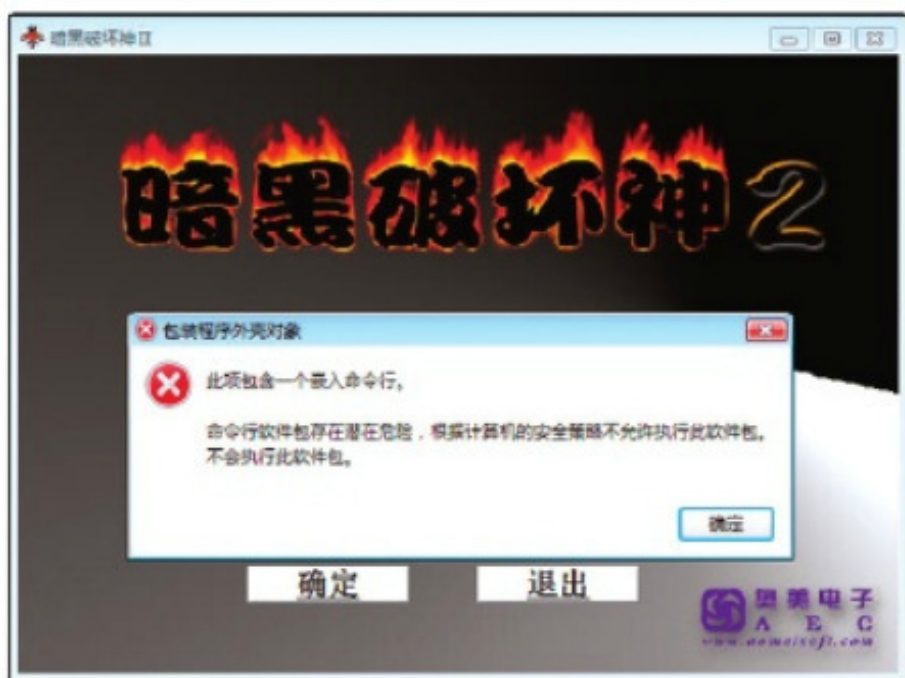 暗黑破坏神II
暗黑破坏神2
包装程序外壳对象
此项包含一个嵌入命令行。
命令行软件包存在潜在危险，根据计算机的安全策略不允许执行此软件包。
不会执行此软件包。
确定
确定
退出
奥美电子
A E C
www.aomeisoft.com